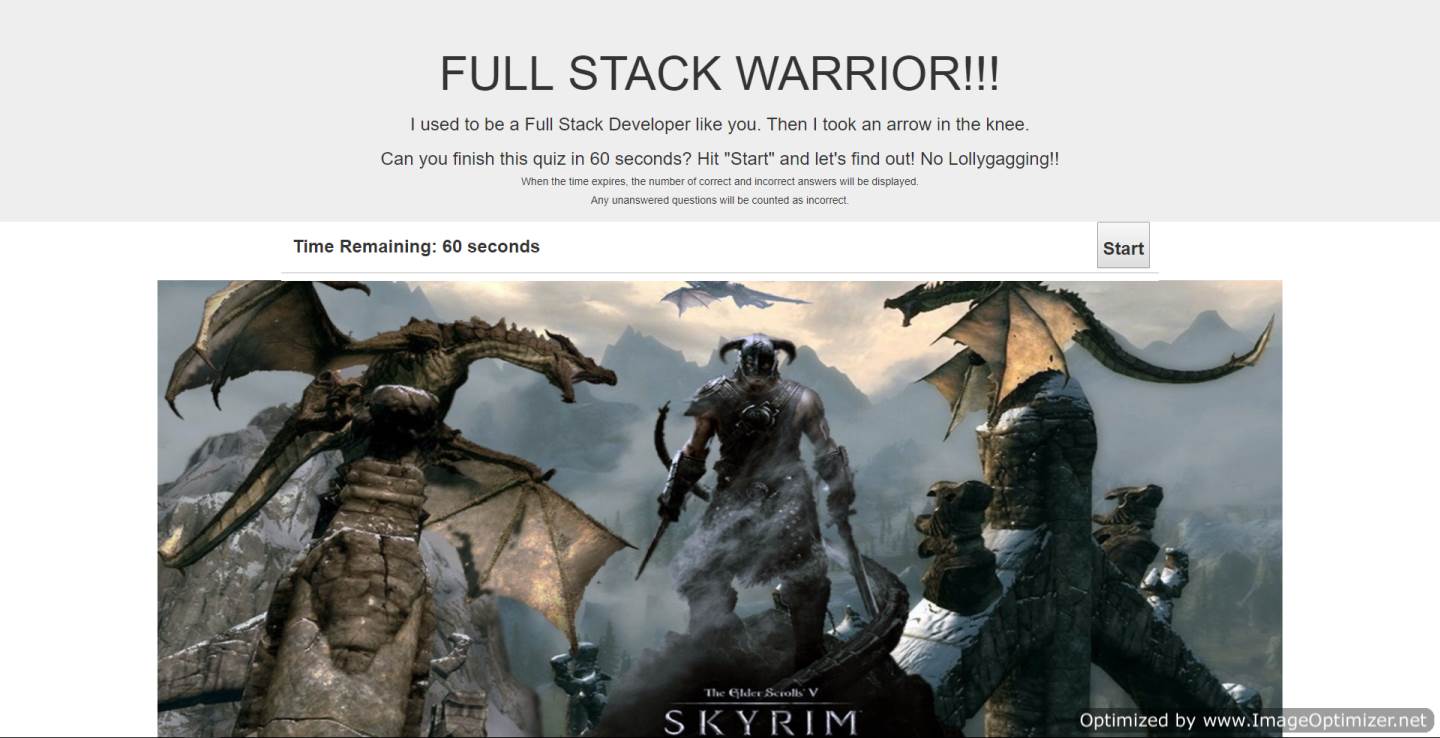 FULL STACK WARRIOR!!!
I used to be a Full Stack Developer like you. Then I took an arrow in the knee.
Can you finish this quiz in 60 seconds? Hit "Start" and let's find out! No Lollygagging!!
When the time expires, the number of correct and incorrect answers will be displayed.
Any unanswered questions will be counted as incorrect.
Time Remaining: 60 seconds
Start
The Elder Scrolls V
SKYRIM
Optimized by www.ImageOptimizer.net